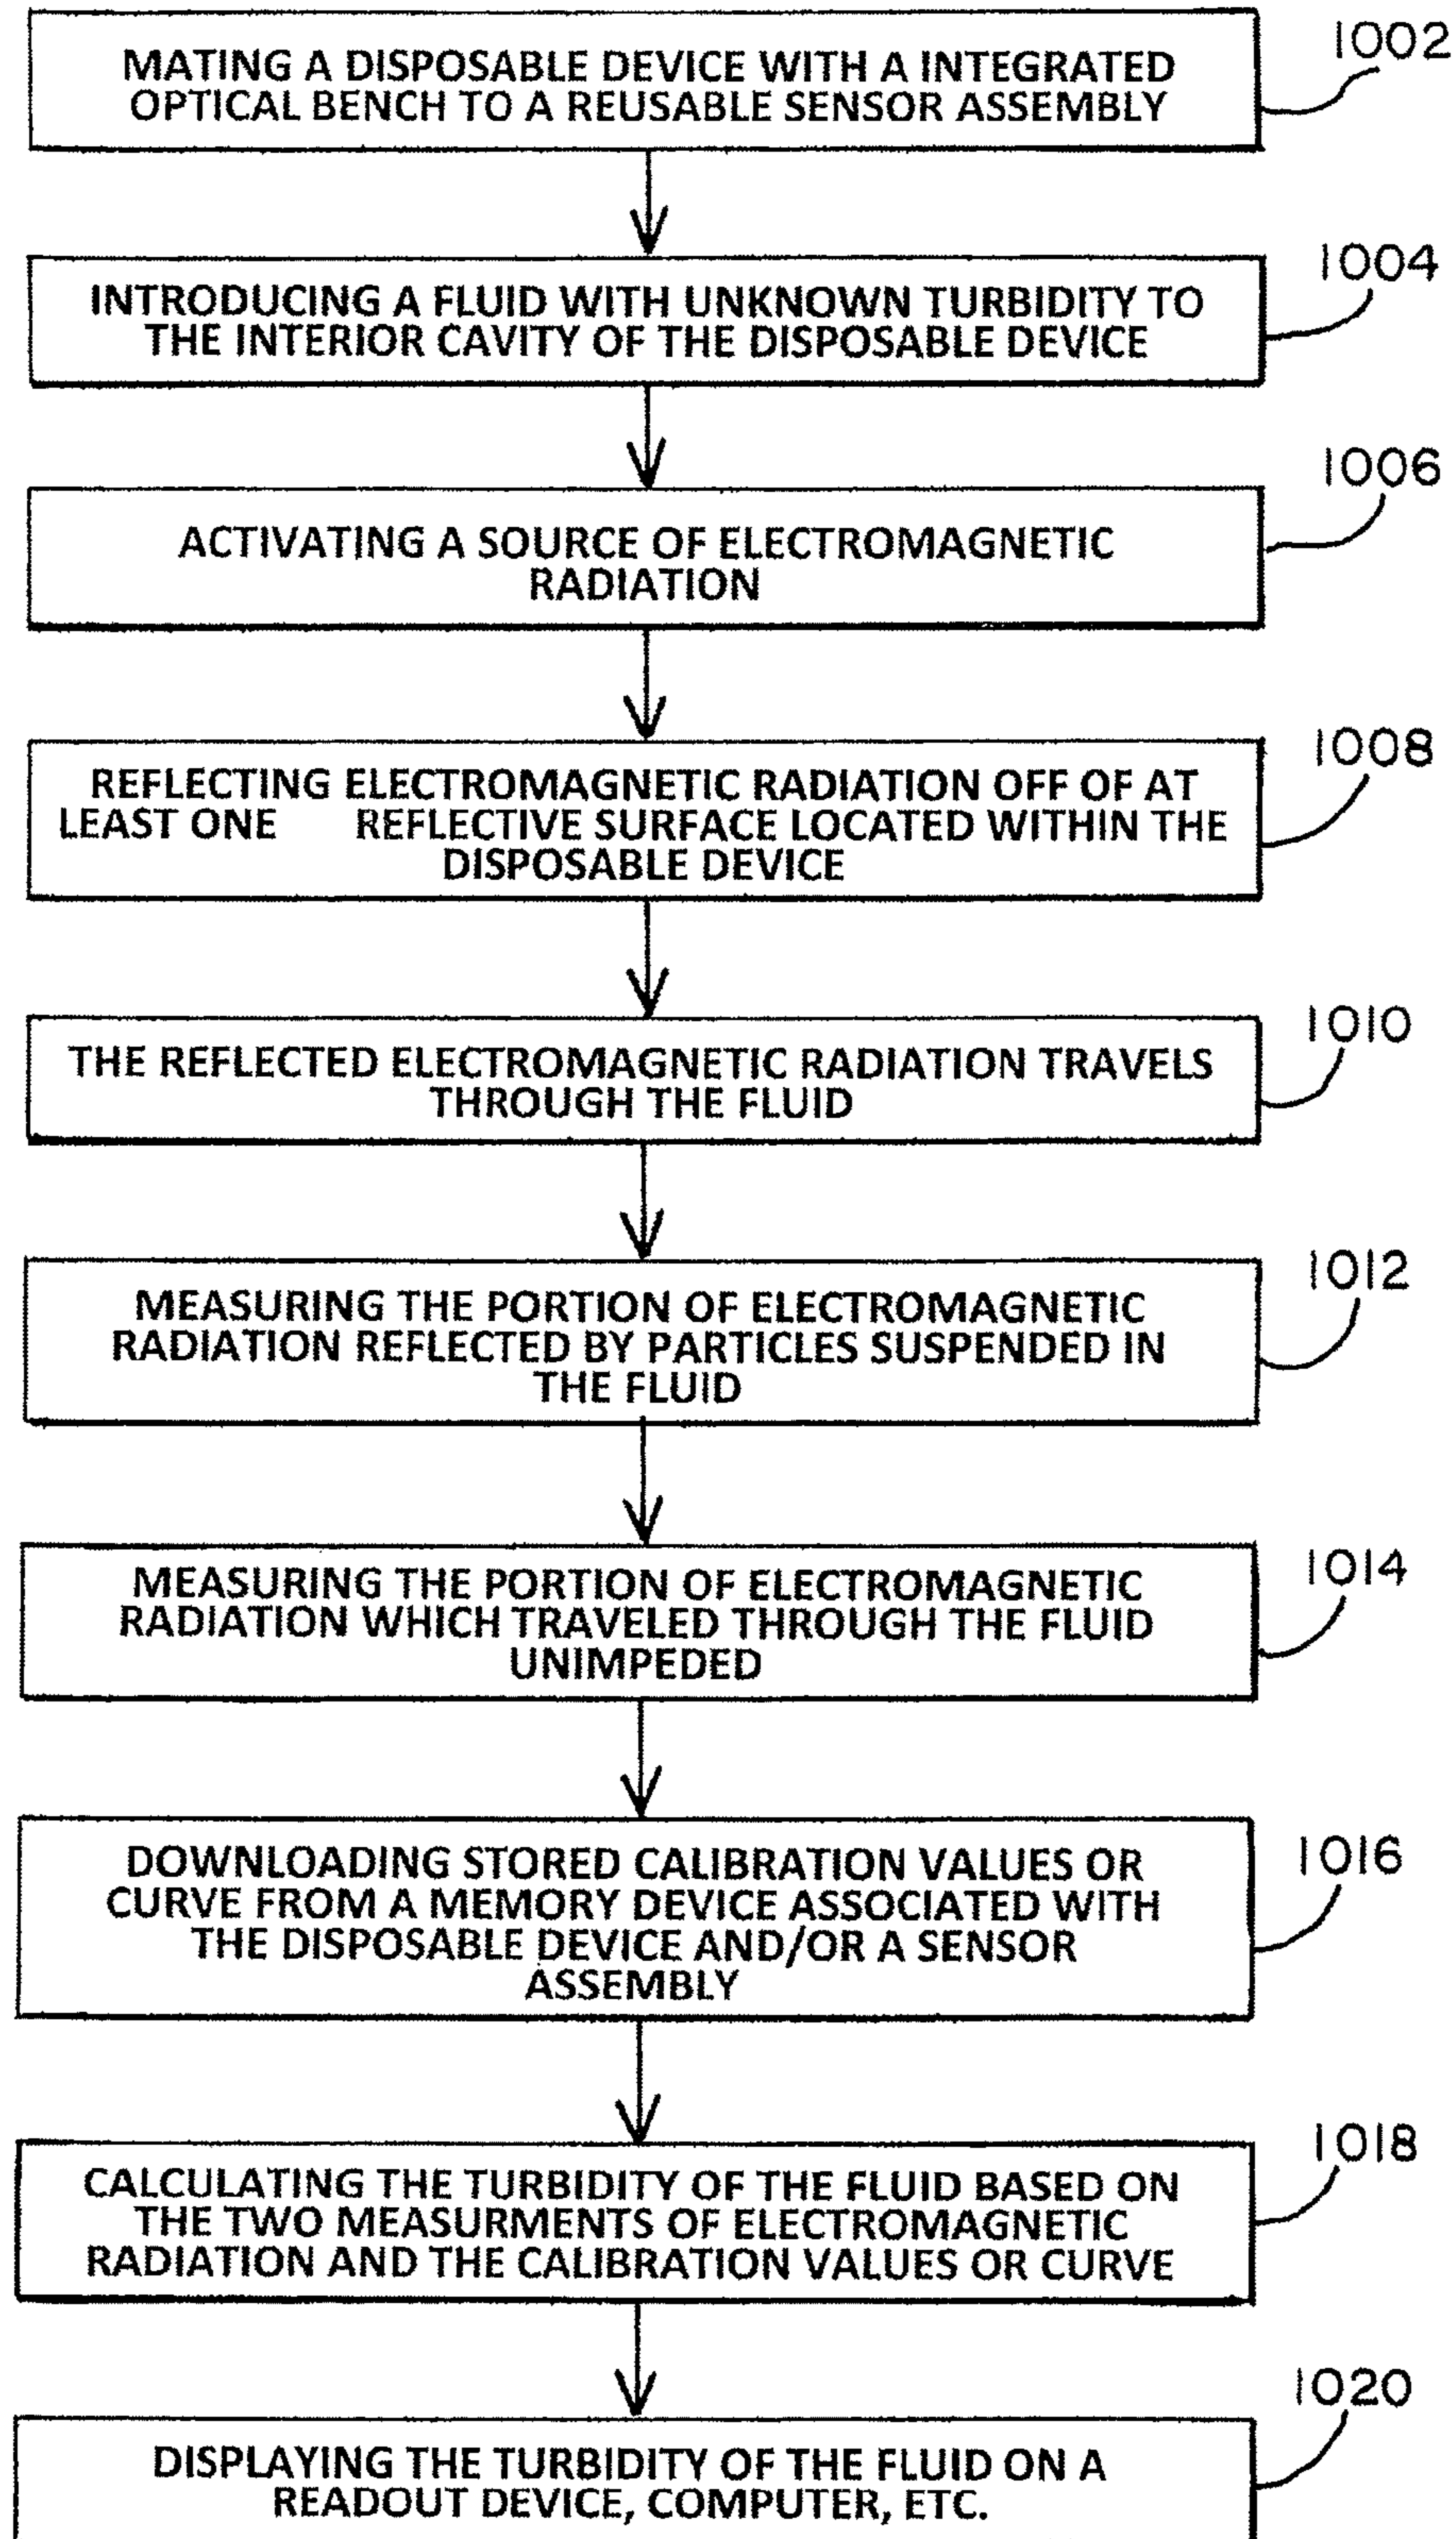 1002
MATING A DISPOSABLE DEVICE WITH A INTEGRATED
OPTICAL BENCH TO A REUSABLE SENSOR ASSEMBLY
1004
INTRODUCING A FLUID WITH UNKNOWN TURBIDITY TO
THE INTERIOR CAVITY OF THE DISPOSABLE DEVICE
1006
ACTIVATING A SOURCE OF ELECTROMAGNETIC
RADIATION
1008
REFLECTING ELECTROMAGNETIC RADIATION OFF OF AT
LEAST ONE REFLECTIVE SURFACE LOCATED WITHIN THE
DISPOSABLE DEVICE
1010
THE REFLECTED ELECTROMAGNETIC RADIATION TRAVELS
THROUGH THE FLUID
1012
MEASURING THE PORTION OF ELECTROMAGNETIC
RADIATION REFLECTED BY PARTICLES SUSPENDED IN
THE FLUID
1014
MEASURING THE PORTION OF ELECTROMAGNETIC
RADIATION WHICH TRAVELED THROUGH THE FLUID
UNIMPEDED
1016
DOWNLOADING STORED CALIBRATION VALUES OR
CURVE FROM A MEMORY DEVICE ASSOCIATED WITH
THE DISPOSABLE DEVICE AND/OR A SENSOR
ASSEMBLY
1018
CALCULATING THE TURBIDITY OF THE FLUID BASED ON
THE TWO MEASURMENTS OF ELECTROMAGNETIC
RADIATION AND THE CALIBRATION VALUES OR CURVE
1020
DISPLAYING THE TURBIDITY OF THE FLUID ON A
READOUT DEVICE, COMPUTER, ETC.